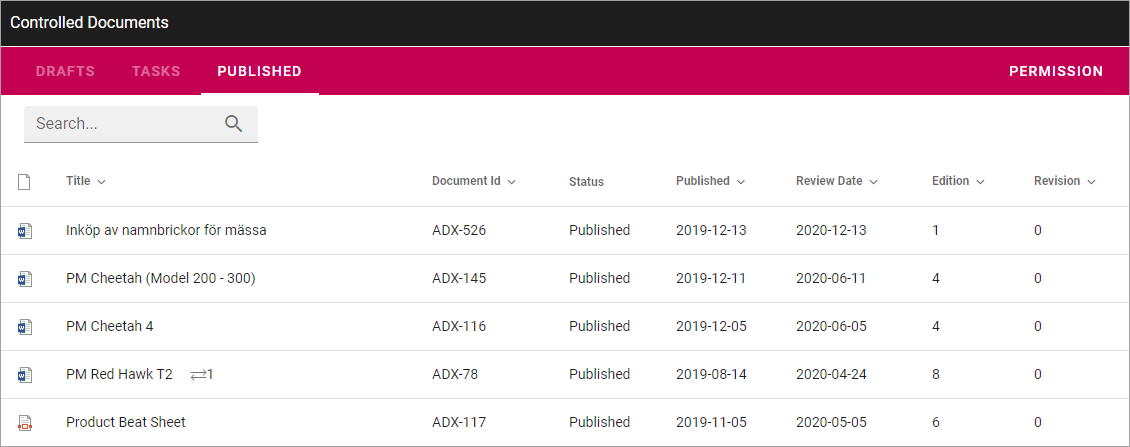 Controlled Documents
DRAFTS TASKS PUBLISHED PERMISSION
Search...
Title Document Id Status Published Review Date Edition Revision
Inköp av namnbrickor för mässa ADX-526 Published 2019-12-13 2020-12-13 1 0
PM Cheetah (Model 200 - 300) ADX-145 Published 2019-12-11 2020-06-11 4 0
PM Cheetah 4 ADX-116 Published 2019-12-05 2020-06-05 4 0
PM Red Hawk T2 1 ADX-78 Published 2019-08-14 2020-04-24 8 0
Product Beat Sheet ADX-117 Published 2019-11-05 2020-05-05 6 0